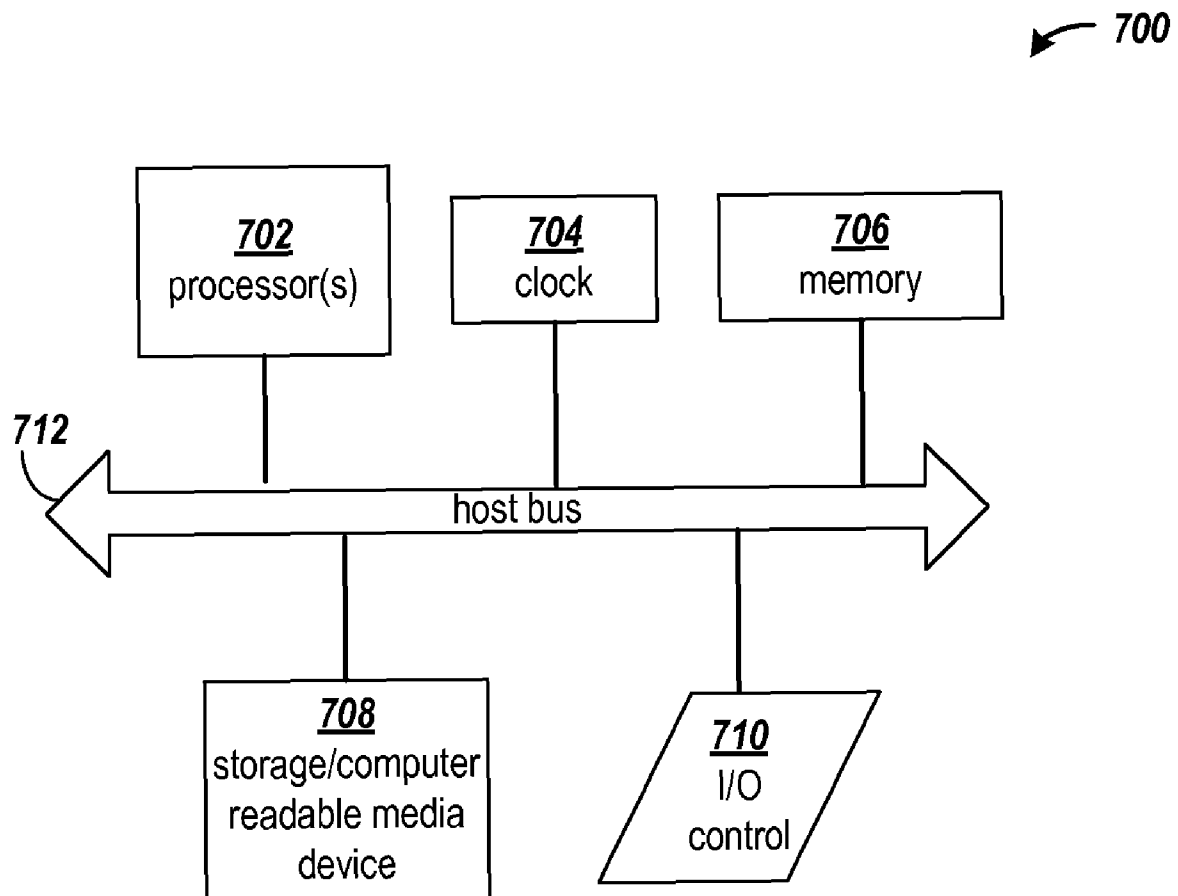 700
702
processor(s)
704
clock
706
memory
712
host bus
708
storage/computer
readable media
device
710
I/O
control